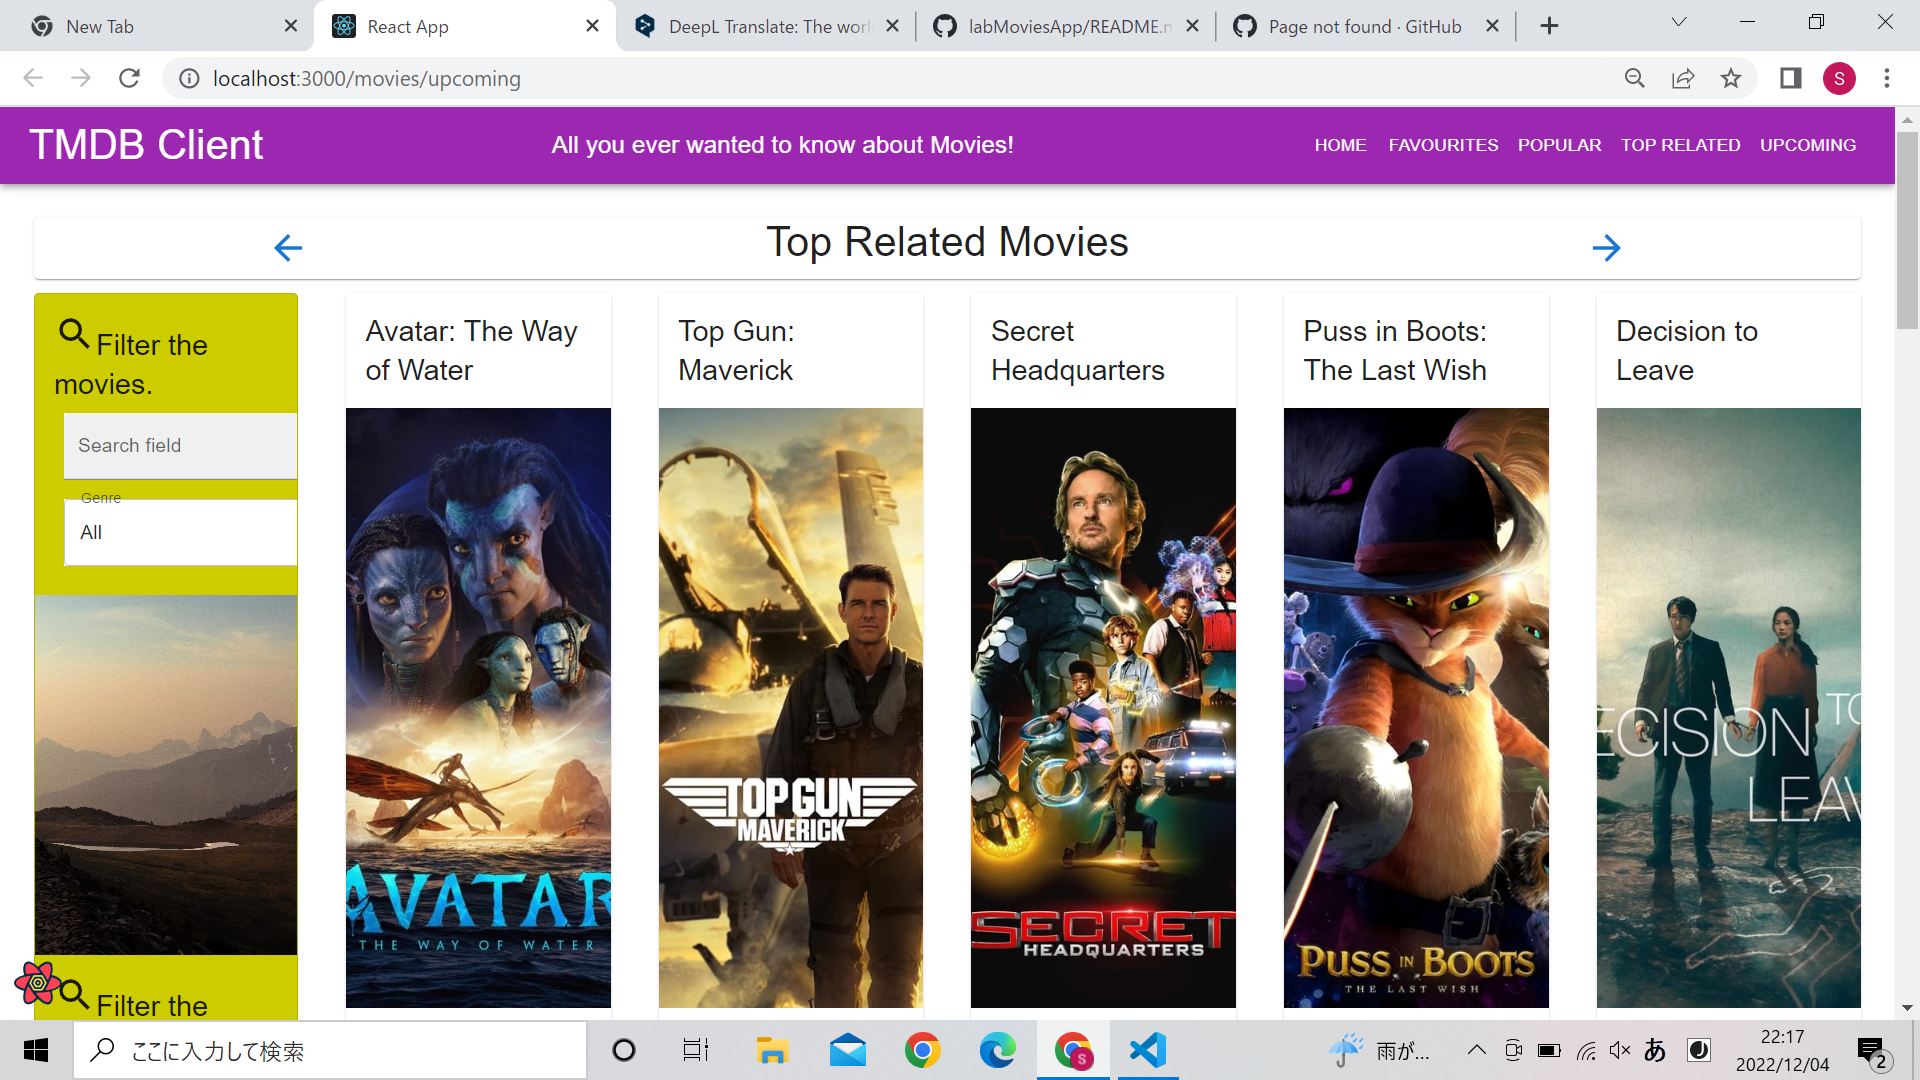 New Tab
React App
DeepL Translate: The worl
labMoviesApp/README.m
Page not found · GitHub
localhost:3000/movies/upcoming
S
TMDB Client
All you ever wanted to know about Movies!
HOME
FAVOURITES
POPULAR
TOP RELATED
UPCOMING
Top Related Movies
Filter the
movies.
Search field
Genre
All
Avatar: The Way
of Water
Top Gun:
Maverick
Secret
Headquarters
Puss in Boots:
The Last Wish
Decision to
Leave
AVATAR
THE WAY OF WATER
TOP GUN
MAVERICK
SECRET
HEADQUARTERS
PUSS IN BOOTS
THE LAST WISH
ECISION TO
LEAV
Filter the
ここに入力して検索
S
雨が...
あ
22:17
2022/12/04
2